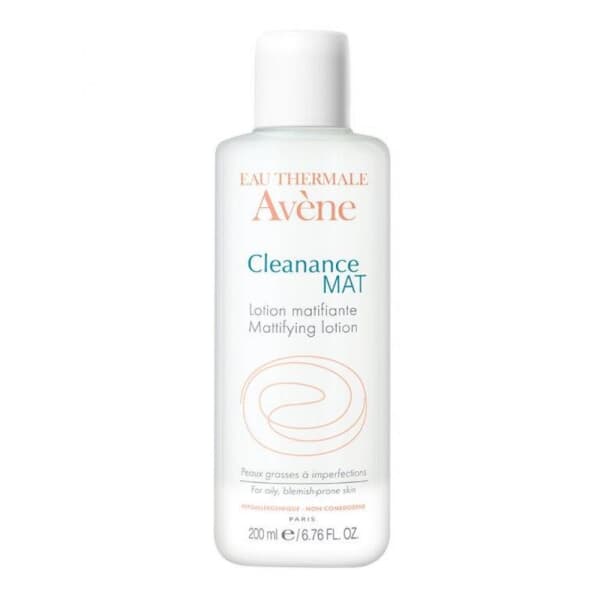 EAU THERMALE
Avène
Cleanance
MAT
Lotion matifiante
Mattifying lotion
Peaux grasses à imperfections
For oily, blemish-prone skin
HYPOALLERGENIQUE - NON COMEDOGENE
PARIS
200 ml e/6.76 FL. OZ.